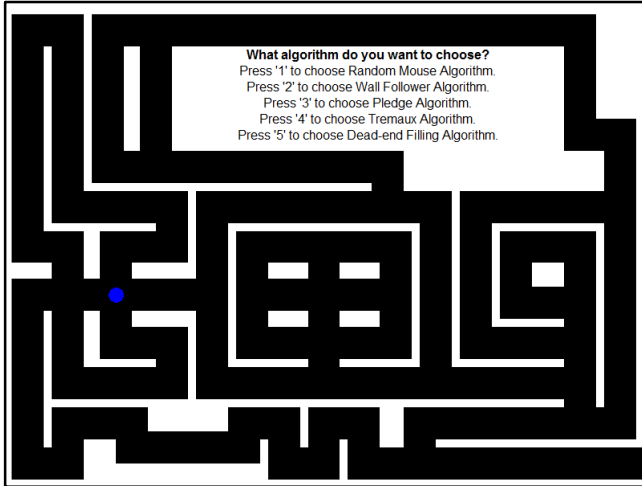 What algorithm do you want to choose?
Press '1' to choose Random Mouse Algorithm.
Press '2' to choose Wall Follower Algorithm.
Press '3' to choose Pledge Algorithm.
Press '4' to choose Tremaux Algorithm.
Press '5' to choose Dead-end Filling Algorithm.